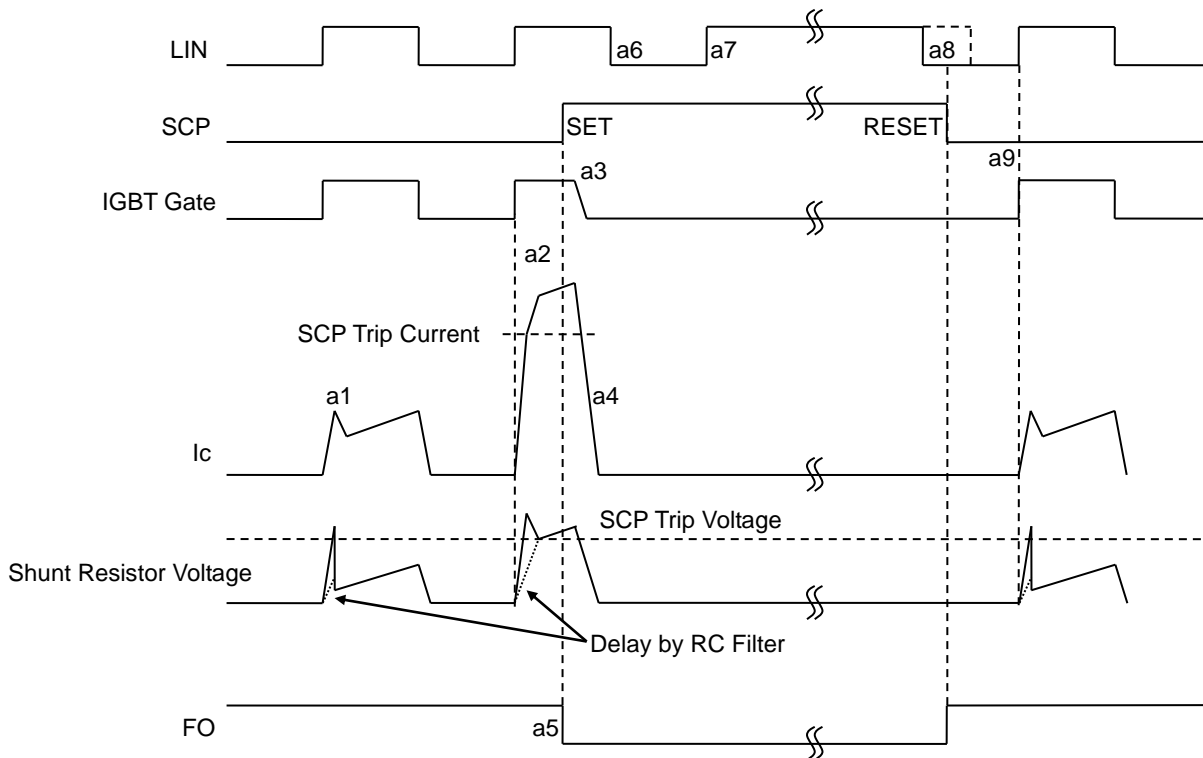 LIN
a6
a7
a8
SCP
SET
RESET
a9
a3
IGBT Gate
a2
SCP Trip Current
a1
a4
Ic
SCP Trip Voltage
Shunt Resistor Voltage
Delay by RC Filter
FO
a5